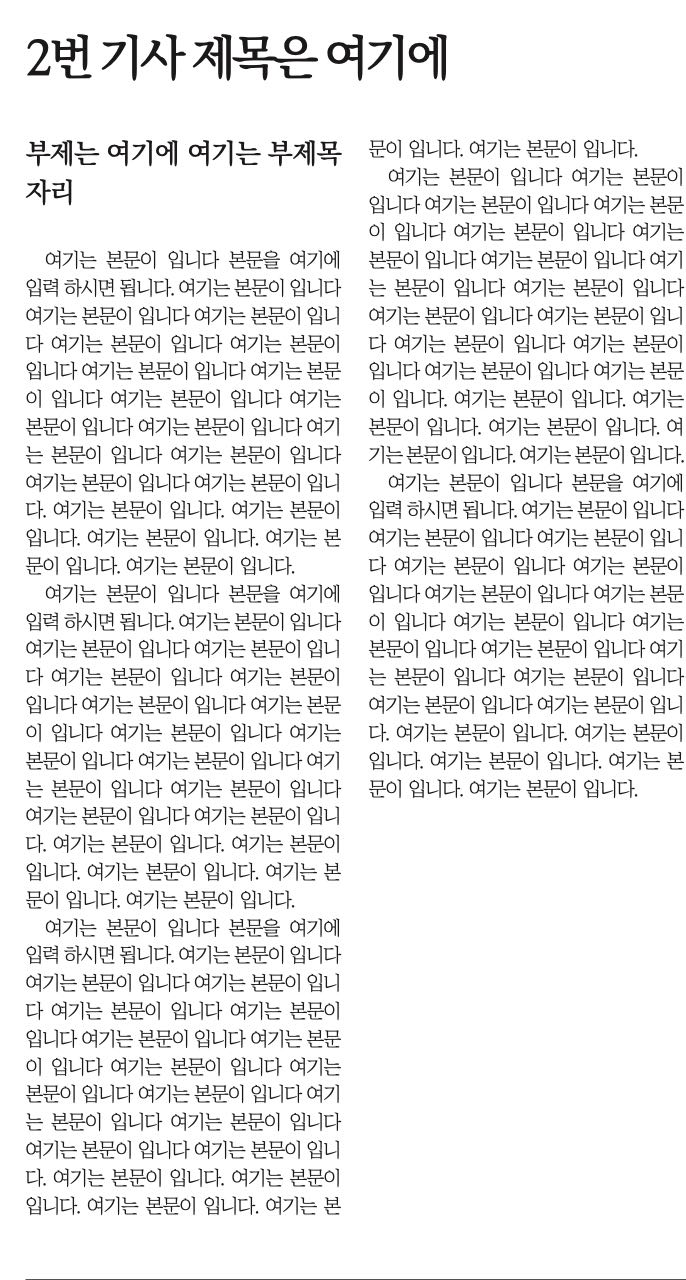 2번 기사 제목은 여기에
부제는 여기에 여기는 부제목
자리
여기는 본문이 입니다 본문을 여기에
입력 하시면 됩니다. 여기는 본문이 입니다
여기는 본문이 입니다 여기는 본문이 입니
다 여기는 본문이 입니다 여기는 본문이
입니다 여기는 본문이 입니다 여기는 본문
이 입니다 여기는 본문이 입니다 여기는
본문이 입니다 여기는 본문이 입니다 여기
는 본문이 입니다 여기는 본문이 입니다
여기는 본문이 입니다 여기는 본문이 입니
다. 여기는 본문이 입니다. 여기는 본문이
입니다. 여기는 본문이 입니다. 여기는 본
문이 입니다. 여기는 본문이 입니다.
여기는 본문이 입니다 본문을 여기에
입력 하시면 됩니다. 여기는 본문이 입니다
여기는 본문이 입니다 여기는 본문이 입니
다 여기는 본문이 입니다 여기는 본문이
입니다 여기는 본문이 입니다 여기는 본문
이 입니다 여기는 본문이 입니다 여기는
본문이 입니다 여기는 본문이 입니다 여기
는 본문이 입니다 여기는 본문이 입니다
여기는 본문이 입니다 여기는 본문이 입니
다. 여기는 본문이 입니다. 여기는 본문이
입니다. 여기는 본문이 입니다. 여기는 본
문이 입니다. 여기는 본문이 입니다.
여기는 본문이 입니다 본문을 여기에
입력 하시면 됩니다. 여기는 본문이 입니다
여기는 본문이 입니다 여기는 본문이 입니
다 여기는 본문이 입니다 여기는 본문이
입니다 여기는 본문이 입니다 여기는 본문
이 입니다 여기는 본문이 입니다 여기는
본문이 입니다 여기는 본문이 입니다 여기
는 본문이 입니다 여기는 본문이 입니다
여기는 본문이 입니다 여기는 본문이 입니
다. 여기는 본문이 입니다. 여기는 본문이
입니다. 여기는 본문이 입니다. 여기는 본
문이 입니다. 여기는 본문이 입니다.
여기는 본문이 입니다 여기는 본문이
입니다 여기는 본문이 입니다 여기는 본문
이 입니다 여기는 본문이 입니다 여기는
본문이 입니다 여기는 본문이 입니다 여기
는 본문이 입니다 여기는 본문이 입니다
여기는 본문이 입니다 여기는 본문이 입니
다 여기는 본문이 입니다 여기는 본문이
입니다 여기는 본문이 입니다 여기는 본문
이 입니다. 여기는 본문이 입니다. 여기는
본문이 입니다. 여기는 본문이 입니다. 여
기는 본문이 입니다. 여기는 본문이 입니다.
여기는 본문이 입니다 본문을 여기에
입력 하시면 됩니다. 여기는 본문이 입니다
여기는 본문이 입니다 여기는 본문이 입니
다 여기는 본문이 입니다 여기는 본문이
입니다 여기는 본문이 입니다 여기는 본문
이 입니다 여기는 본문이 입니다 여기는
본문이 입니다 여기는 본문이 입니다 여기
는 본문이 입니다 여기는 본문이 입니다
여기는 본문이 입니다 여기는 본문이 입니
다. 여기는 본문이 입니다. 여기는 본문이
입니다. 여기는 본문이 입니다. 여기는 본
문이 입니다. 여기는 본문이 입니다.